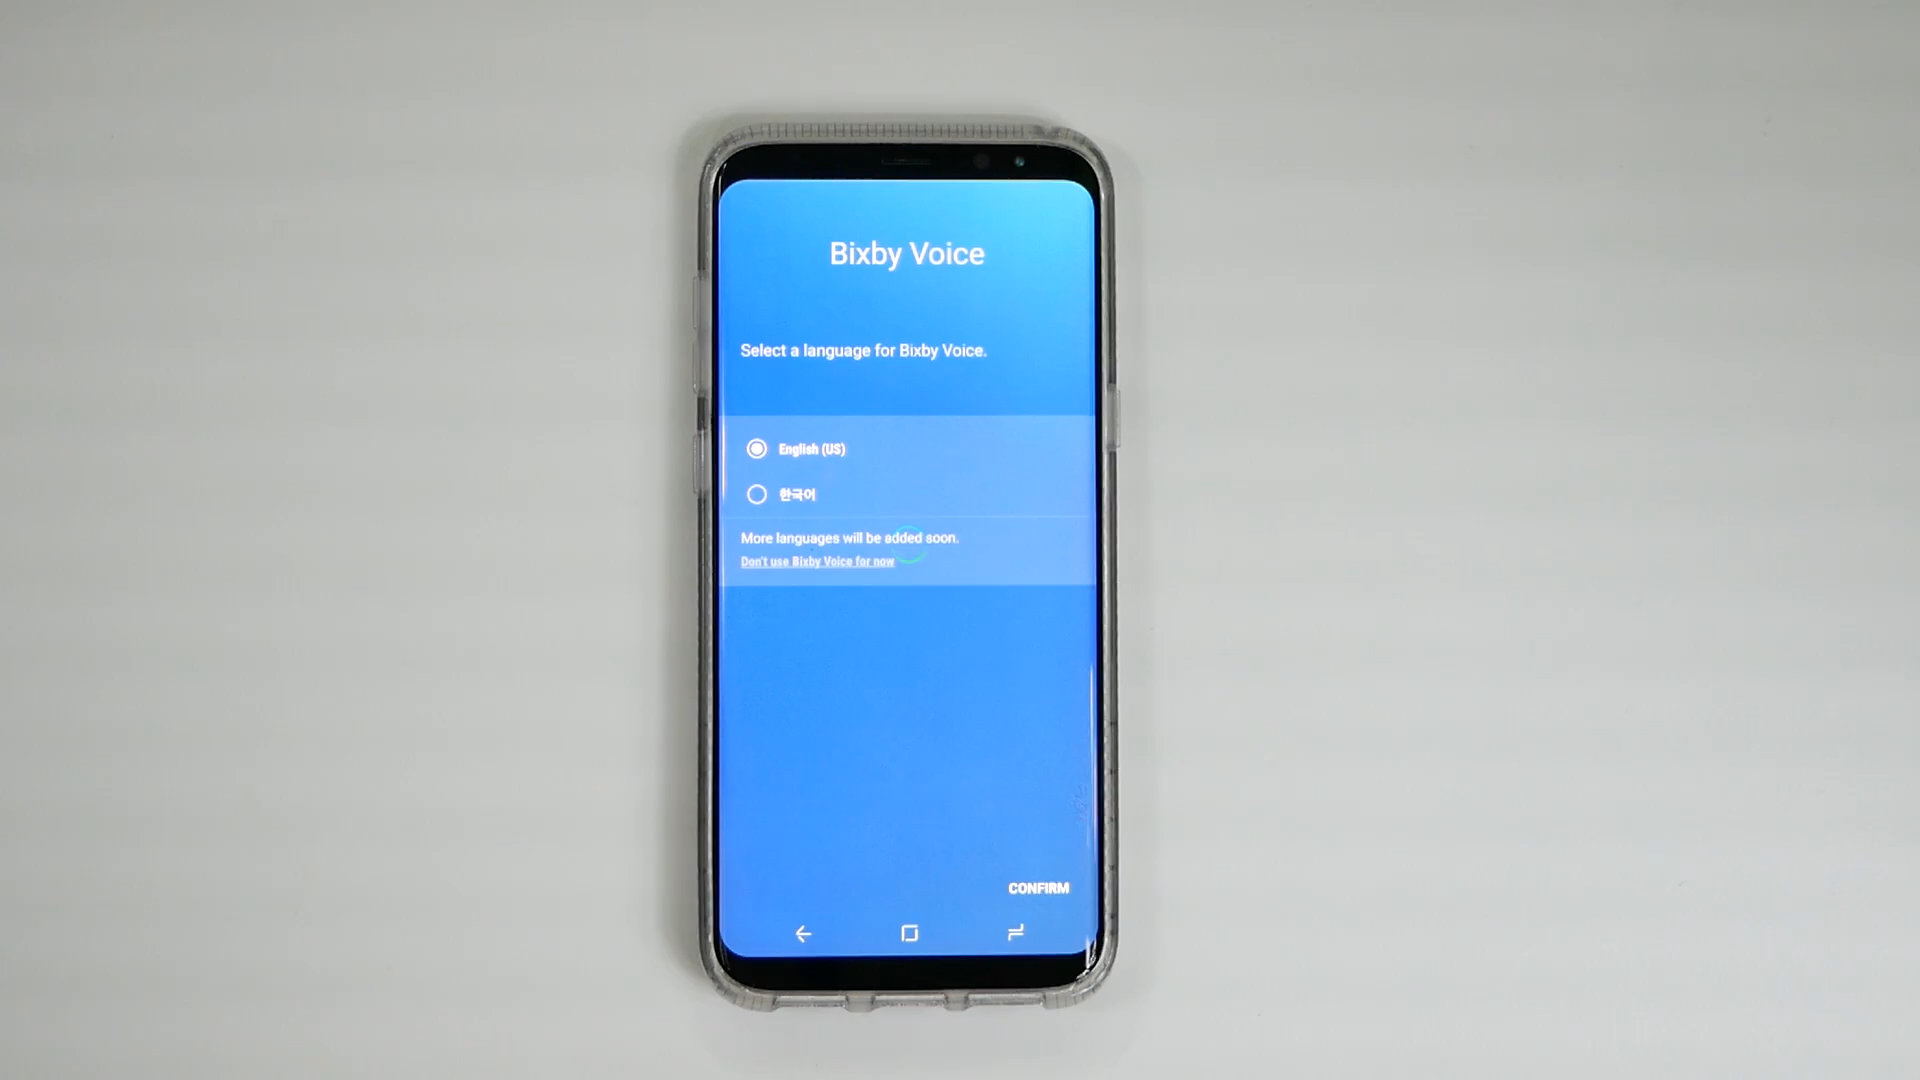 Bixby Voice
Select a language for Bixby Voice.
English (US)
한국어
More languages will be added soon.
Don't use Bixby Voice for now
CONFIRM